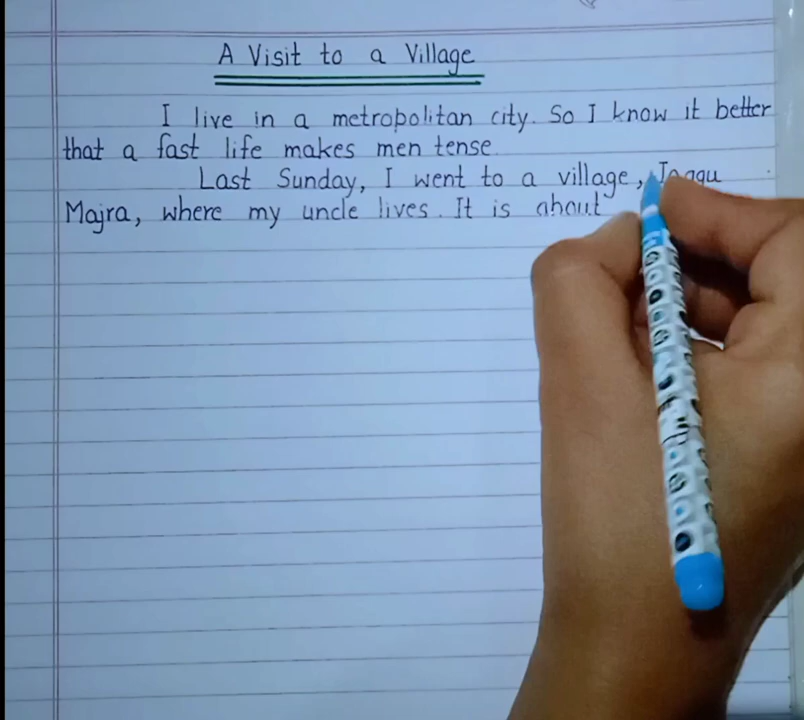 A Visit to a Village
I live in a metropolitan city. So I know it better
that a fast life makes men tense
Last Sunday, I went to a village, Jaggu
Majra, where my uncle lives. It is about